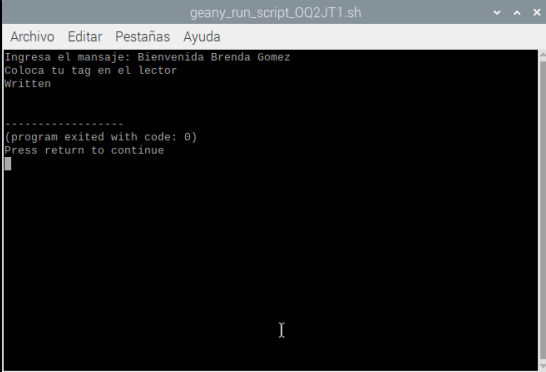 geany_run_script_OQ2JT1.sh
Archivo Editar Pestañas Ayuda
Ingresa el mansaje: Bienvenida Brenda Gomez
Coloca tu tag en el lector
Written
------------------
(program exited with code: 0)
Press return to continue